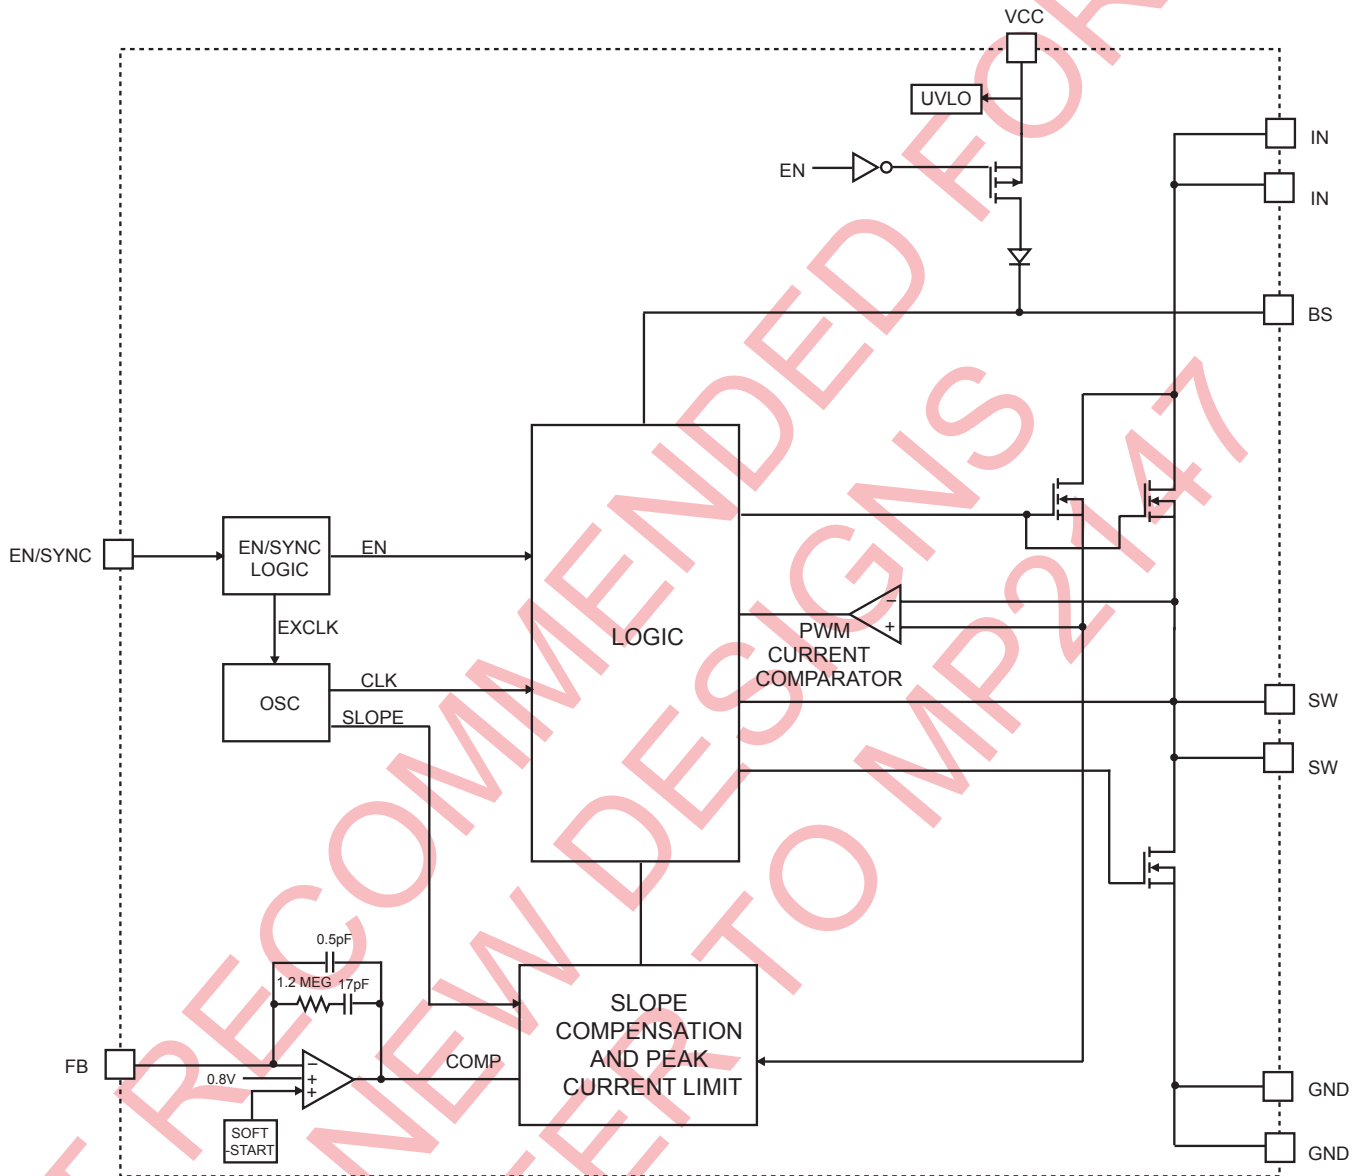 VCC
UVLO
IN
EN
IN
BS
EN/SYNC
EN/SYNC
LOGIC
EN
EXCLK
LOGIC
−
+
PWM
CURRENT
COMPARATOR
OSC
CLK
SLOPE
SW
SW
0.5pF
1.2 MEG
17pF
SLOPE
COMPENSATION
AND PEAK
CURRENT LIMIT
FB
COMP
−
0.8V
+
+
SOFT
-START
GND
GND
T RECOMMENDED FOR
NEW DESIGNS
ER TO MP2147